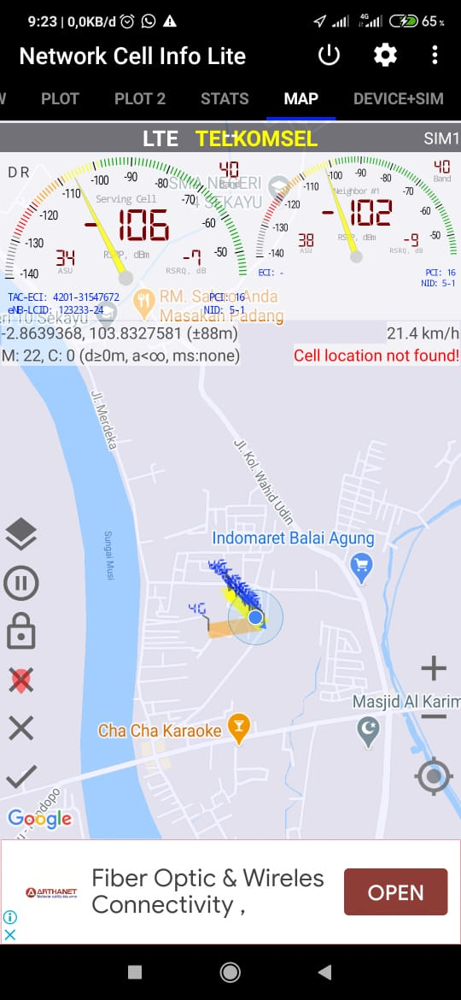 9:23 | 0,0KB/d
4G
65%
Network Cell Info Lite
PLOT
PLOT 2
STATS
MAP
DEVICE+SIM
LTE TELKOMSEL
SIM1
D R
-140
-130
-120
-110
-100
-90
-80
-70
-60
-50
40
Band
Serving Cell
-106
RSRP, dBm
34
ASU
-7
RSRQ, dB
TAC-ECI: 4201-31547672
eNB-LCID: 123233-24
PCI: 16
NID: 5-1
-140
-130
-120
-110
-100
-90
-80
-70
-60
-50
40
Band
Neighbor #1
-102
RSRP, dBm
38
ASU
-9
RSRQ, dB
ECI: -
PCI: 16
NID: 5-1
SMA NEGERI
4 SEKAYU
RM. Salero Anda
Masakan Padang
eri 10 Sekayu
-2.8639368, 103.8327581 (±88m)
21.4 km/h
M: 22, C: 0 (d≥0m, a<∞, ms:none)
Cell location not found!
Jl. Merdeka
Jl. Kol. Wahid Udin
Sungai Musi
Indomaret Balai Agung
4G
Masjid Al Karim
Cha Cha Karaoke
Google
ARTHANET
Fiber Optic & Wireles
Connectivity ,
OPEN